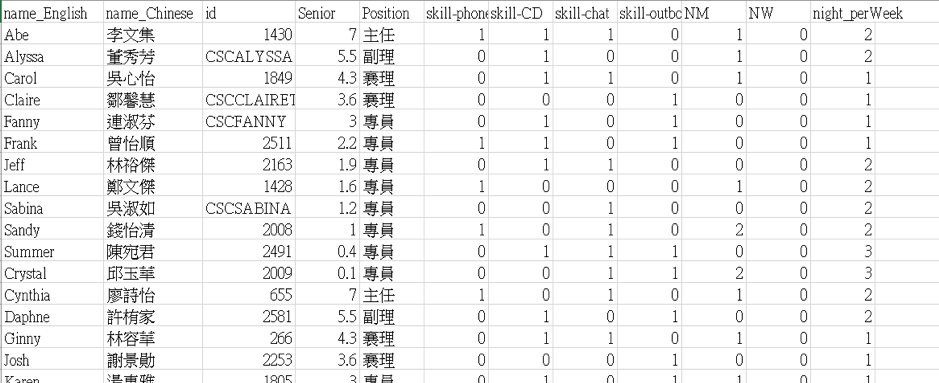 name_English name_Chinese id Senior Position skill-phone skill-CD skill-chat skill-outbo NM NW night_perWeek
Abe 李文集 1430 7 主任 1 1 1 0 1 0 2
Alyssa 董秀芳 CSCALYSSA 5.5 副理 0 1 0 0 1 0 2
Carol 吳心怡 1849 4.3 襄理 0 1 1 0 1 0 1
Claire 鄒馨慧 CSCCLAIRET 3.6 襄理 0 0 0 1 0 0 1
Fanny 連淑芬 CSCFANNY 3 專員 0 1 0 1 0 0 1
Frank 曾怡順 2511 2.2 專員 1 1 0 1 0 0 1
Jeff 林裕傑 2163 1.9 專員 0 1 1 0 0 0 2
Lance 鄭文傑 1428 1.6 專員 1 0 0 0 1 0 2
Sabina 吳淑如 CSCSABINA 1.2 專員 0 0 1 0 0 0 2
Sandy 錢怡清 2008 1 專員 1 0 1 0 2 0 2
Summer 陳宛君 2491 0.4 專員 0 1 1 1 0 0 3
Crystal 邱玉華 2009 0.1 專員 0 0 1 1 2 0 3
Cynthia 廖詩怡 655 7 主任 1 0 1 0 1 0 2
Daphne 許栯家 2581 5.5 副理 0 1 0 1 0 0 2
Ginny 林容華 266 4.3 襄理 0 1 1 0 1 0 1
Josh 謝景勛 2253 3.6 襄理 0 0 0 1 0 0 1
Karen 1805 3 專員 0 1 0 1 0 0 1